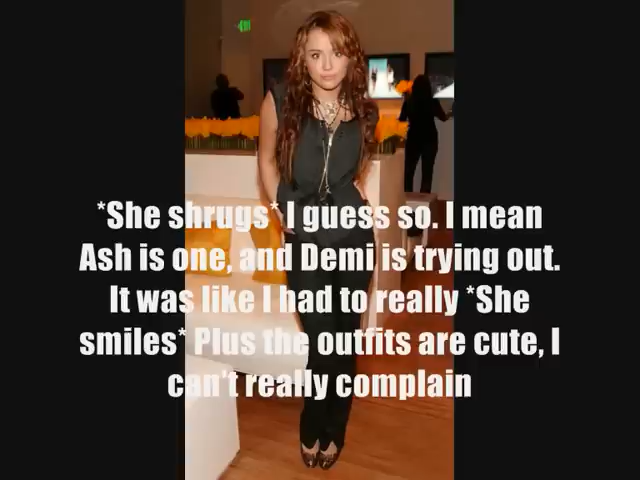 *She shrugs* I guess so. I mean
Ash is one, and Demi is trying out.
It was like I had to really *She
smiles* Plus the outfits are cute, I
can't really complain